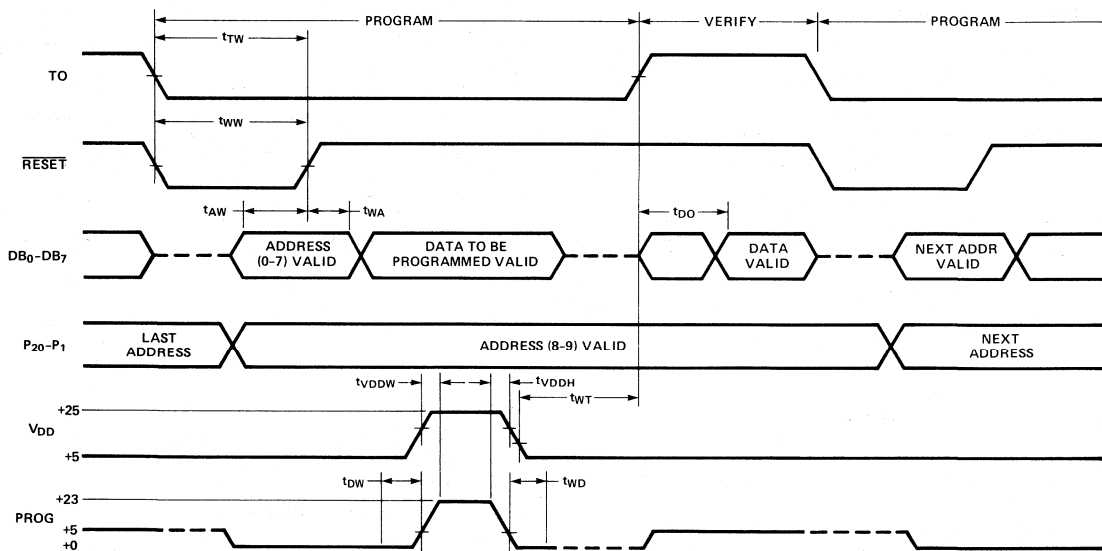 PROGRAM VERIFY PROGRAM
tTW
TO
tWW
RESET
tAW tWA tDO
DB0-DB7
ADDRESS (0-7) VALID
DATA TO BE PROGRAMMED VALID
DATA VALID
NEXT ADDR VALID
P20-P1
LAST ADDRESS
ADDRESS (8-9) VALID
NEXT ADDRESS
tVDDW tVDDH
tWT
+25
VDD
+5
tDW tWD
+23
PROG
+5
+0